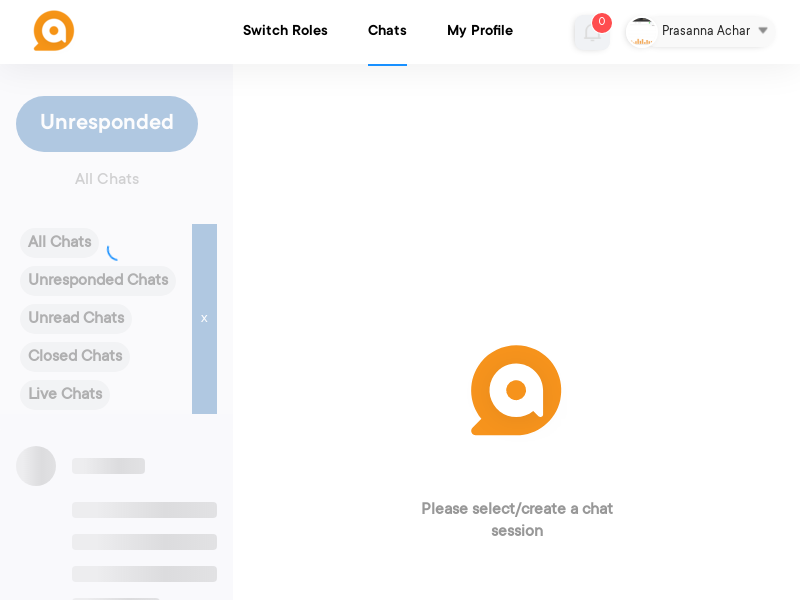 Switch Roles
Chats
My Profile
0
Prasanna Achar
Unresponded
All Chats
All Chats
Unresponded Chats
Unread Chats
x
Closed Chats
Live Chats
Please select/create a chat
session